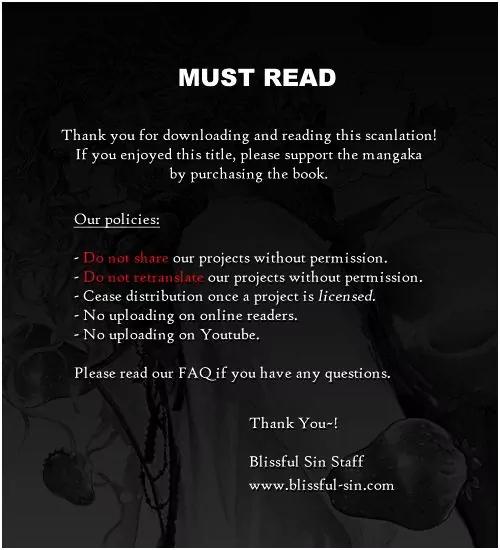 MUST READ
Thank you for downloading and reading this scanlation!
If you enjoyed this title, please support the mangaka
by purchasing the book.
Our policies:
- Do not share our projects without permission.
- Do not retranslate our projects without permission.
- Cease distribution once a project is licensed.
- No uploading on online readers.
- No uploading on Youtube.
Please read our FAQ if you have any questions.
Thank You~!
Blissful Sin Staff
www.blissful-sin.com